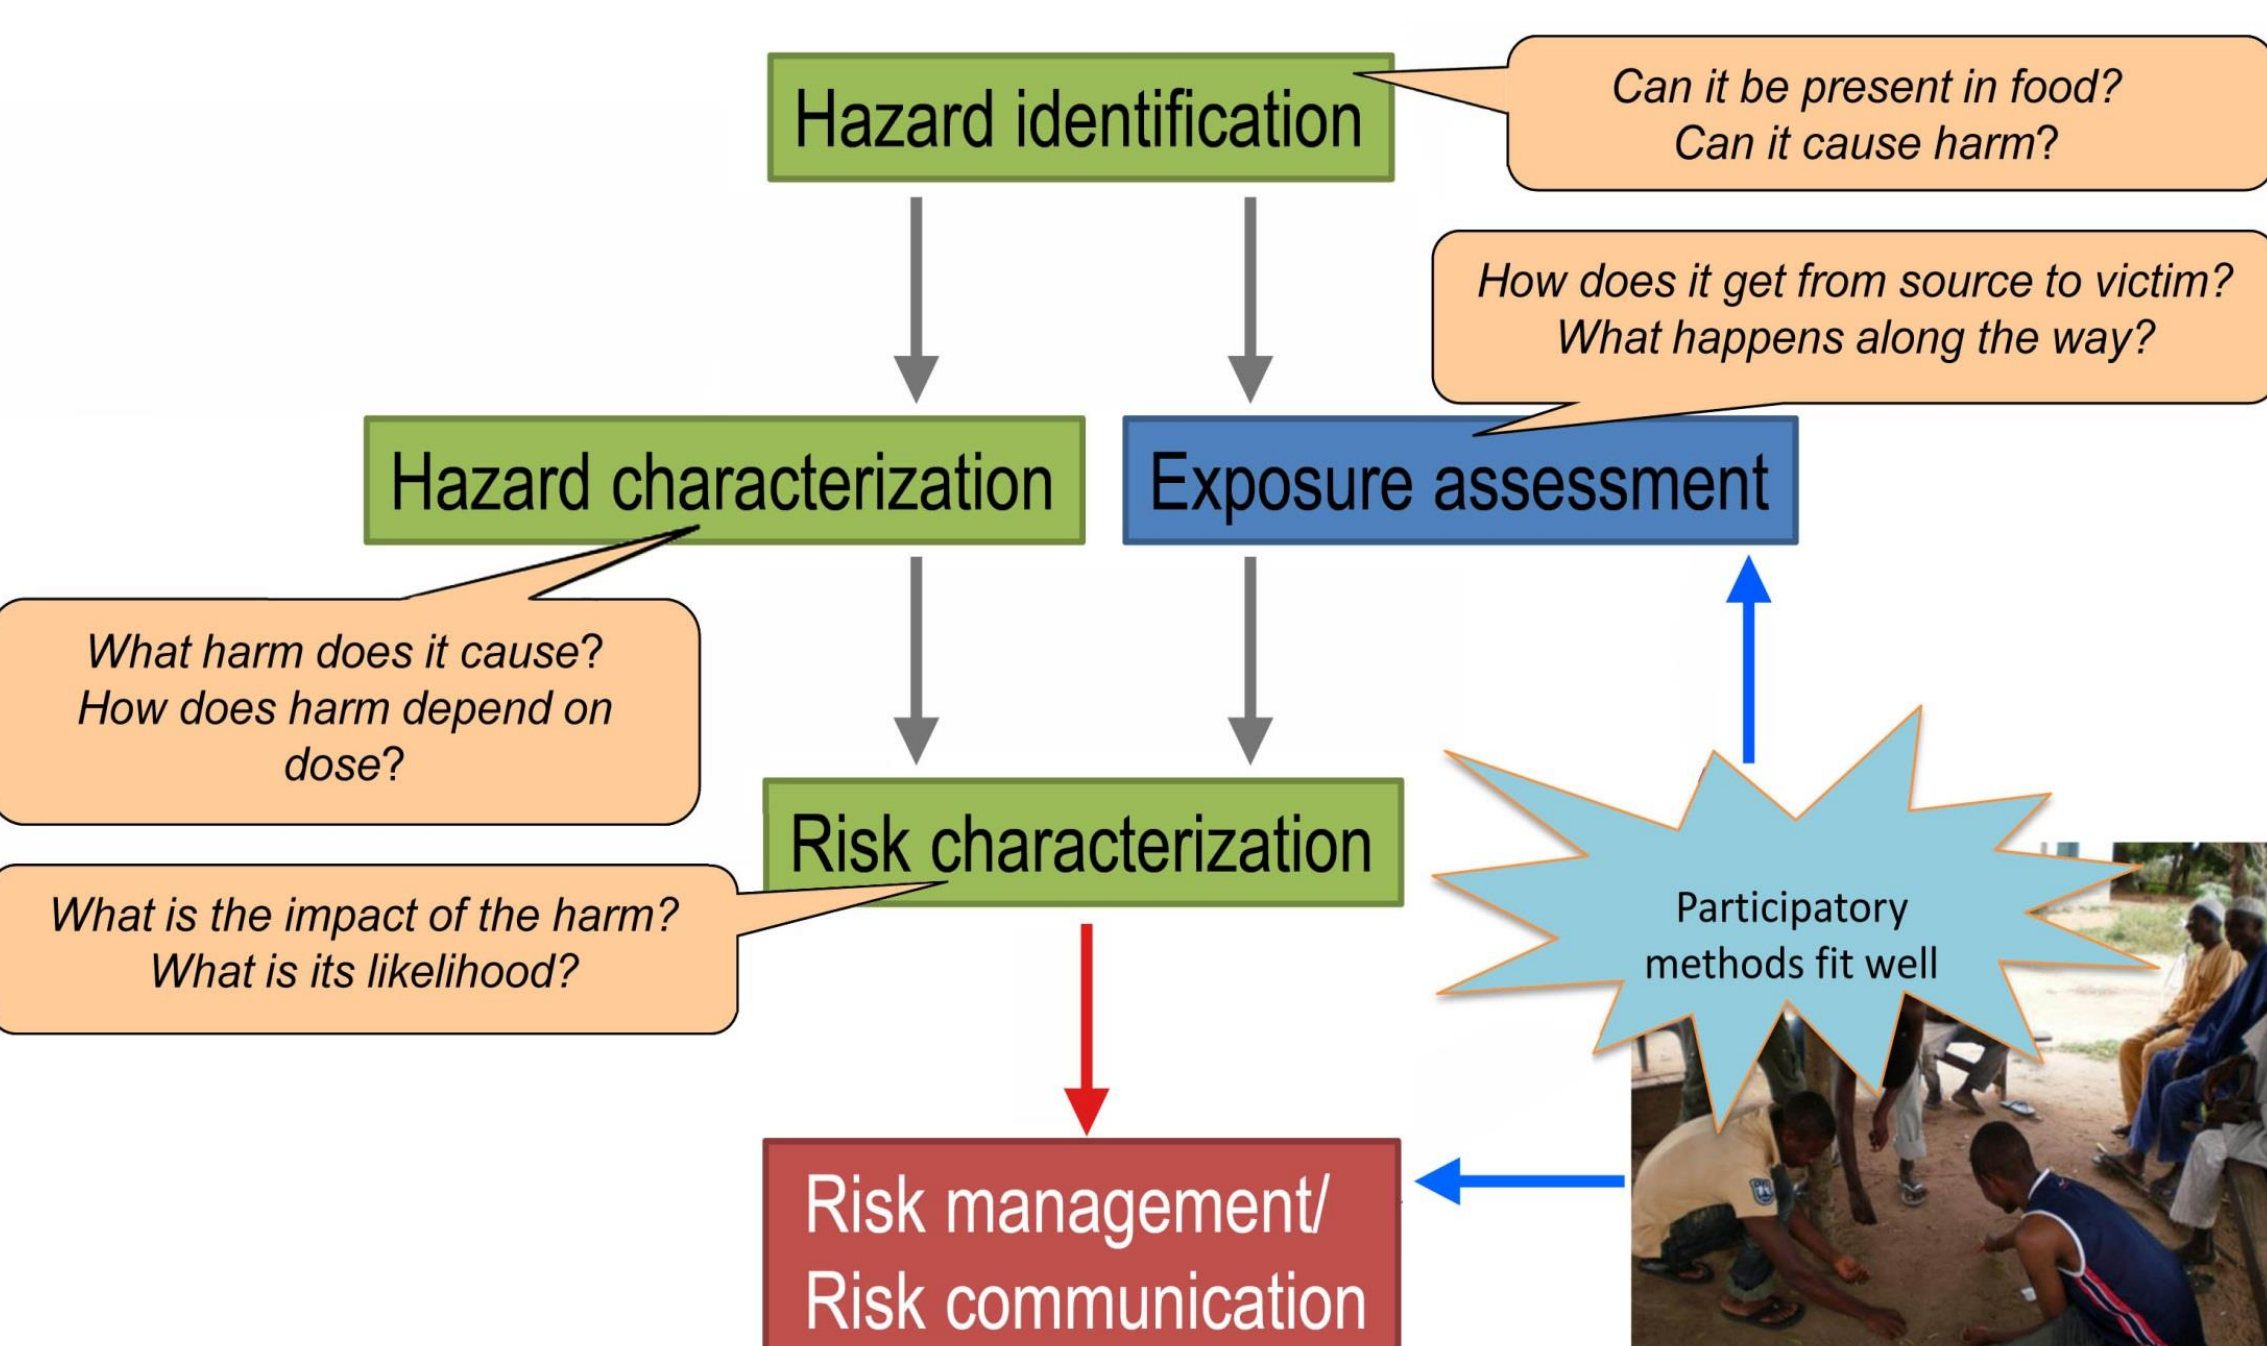 Hazard identification
Can it be present in food?
Can it cause harm?
How does it get from source to victim?
What happens along the way?
Hazard characterization
Exposure assessment
What harm does it cause?
How does harm depend on
dose?
Risk characterization
What is the impact of the harm?
What is its likelihood?
Participatory
methods fit well
Risk management/
Risk communication